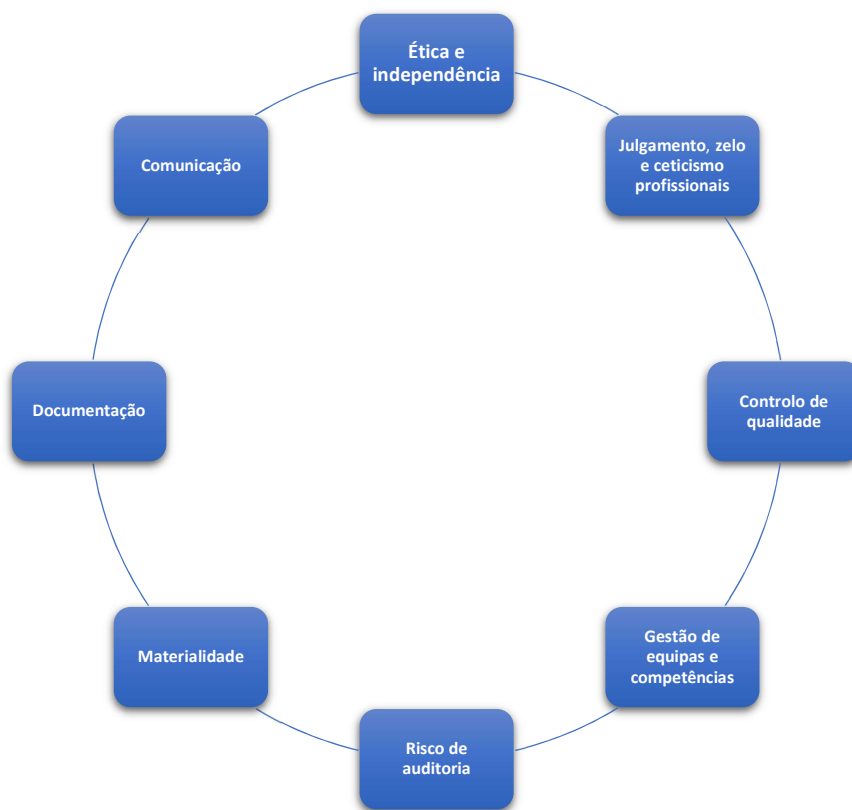 Ética e
independência
Julgamento, zelo
e ceticismo
profissionais
Controlo de
qualidade
Gestão de
equipas e
competências
Risco de
auditoria
Materialidade
Documentação
Comunicação